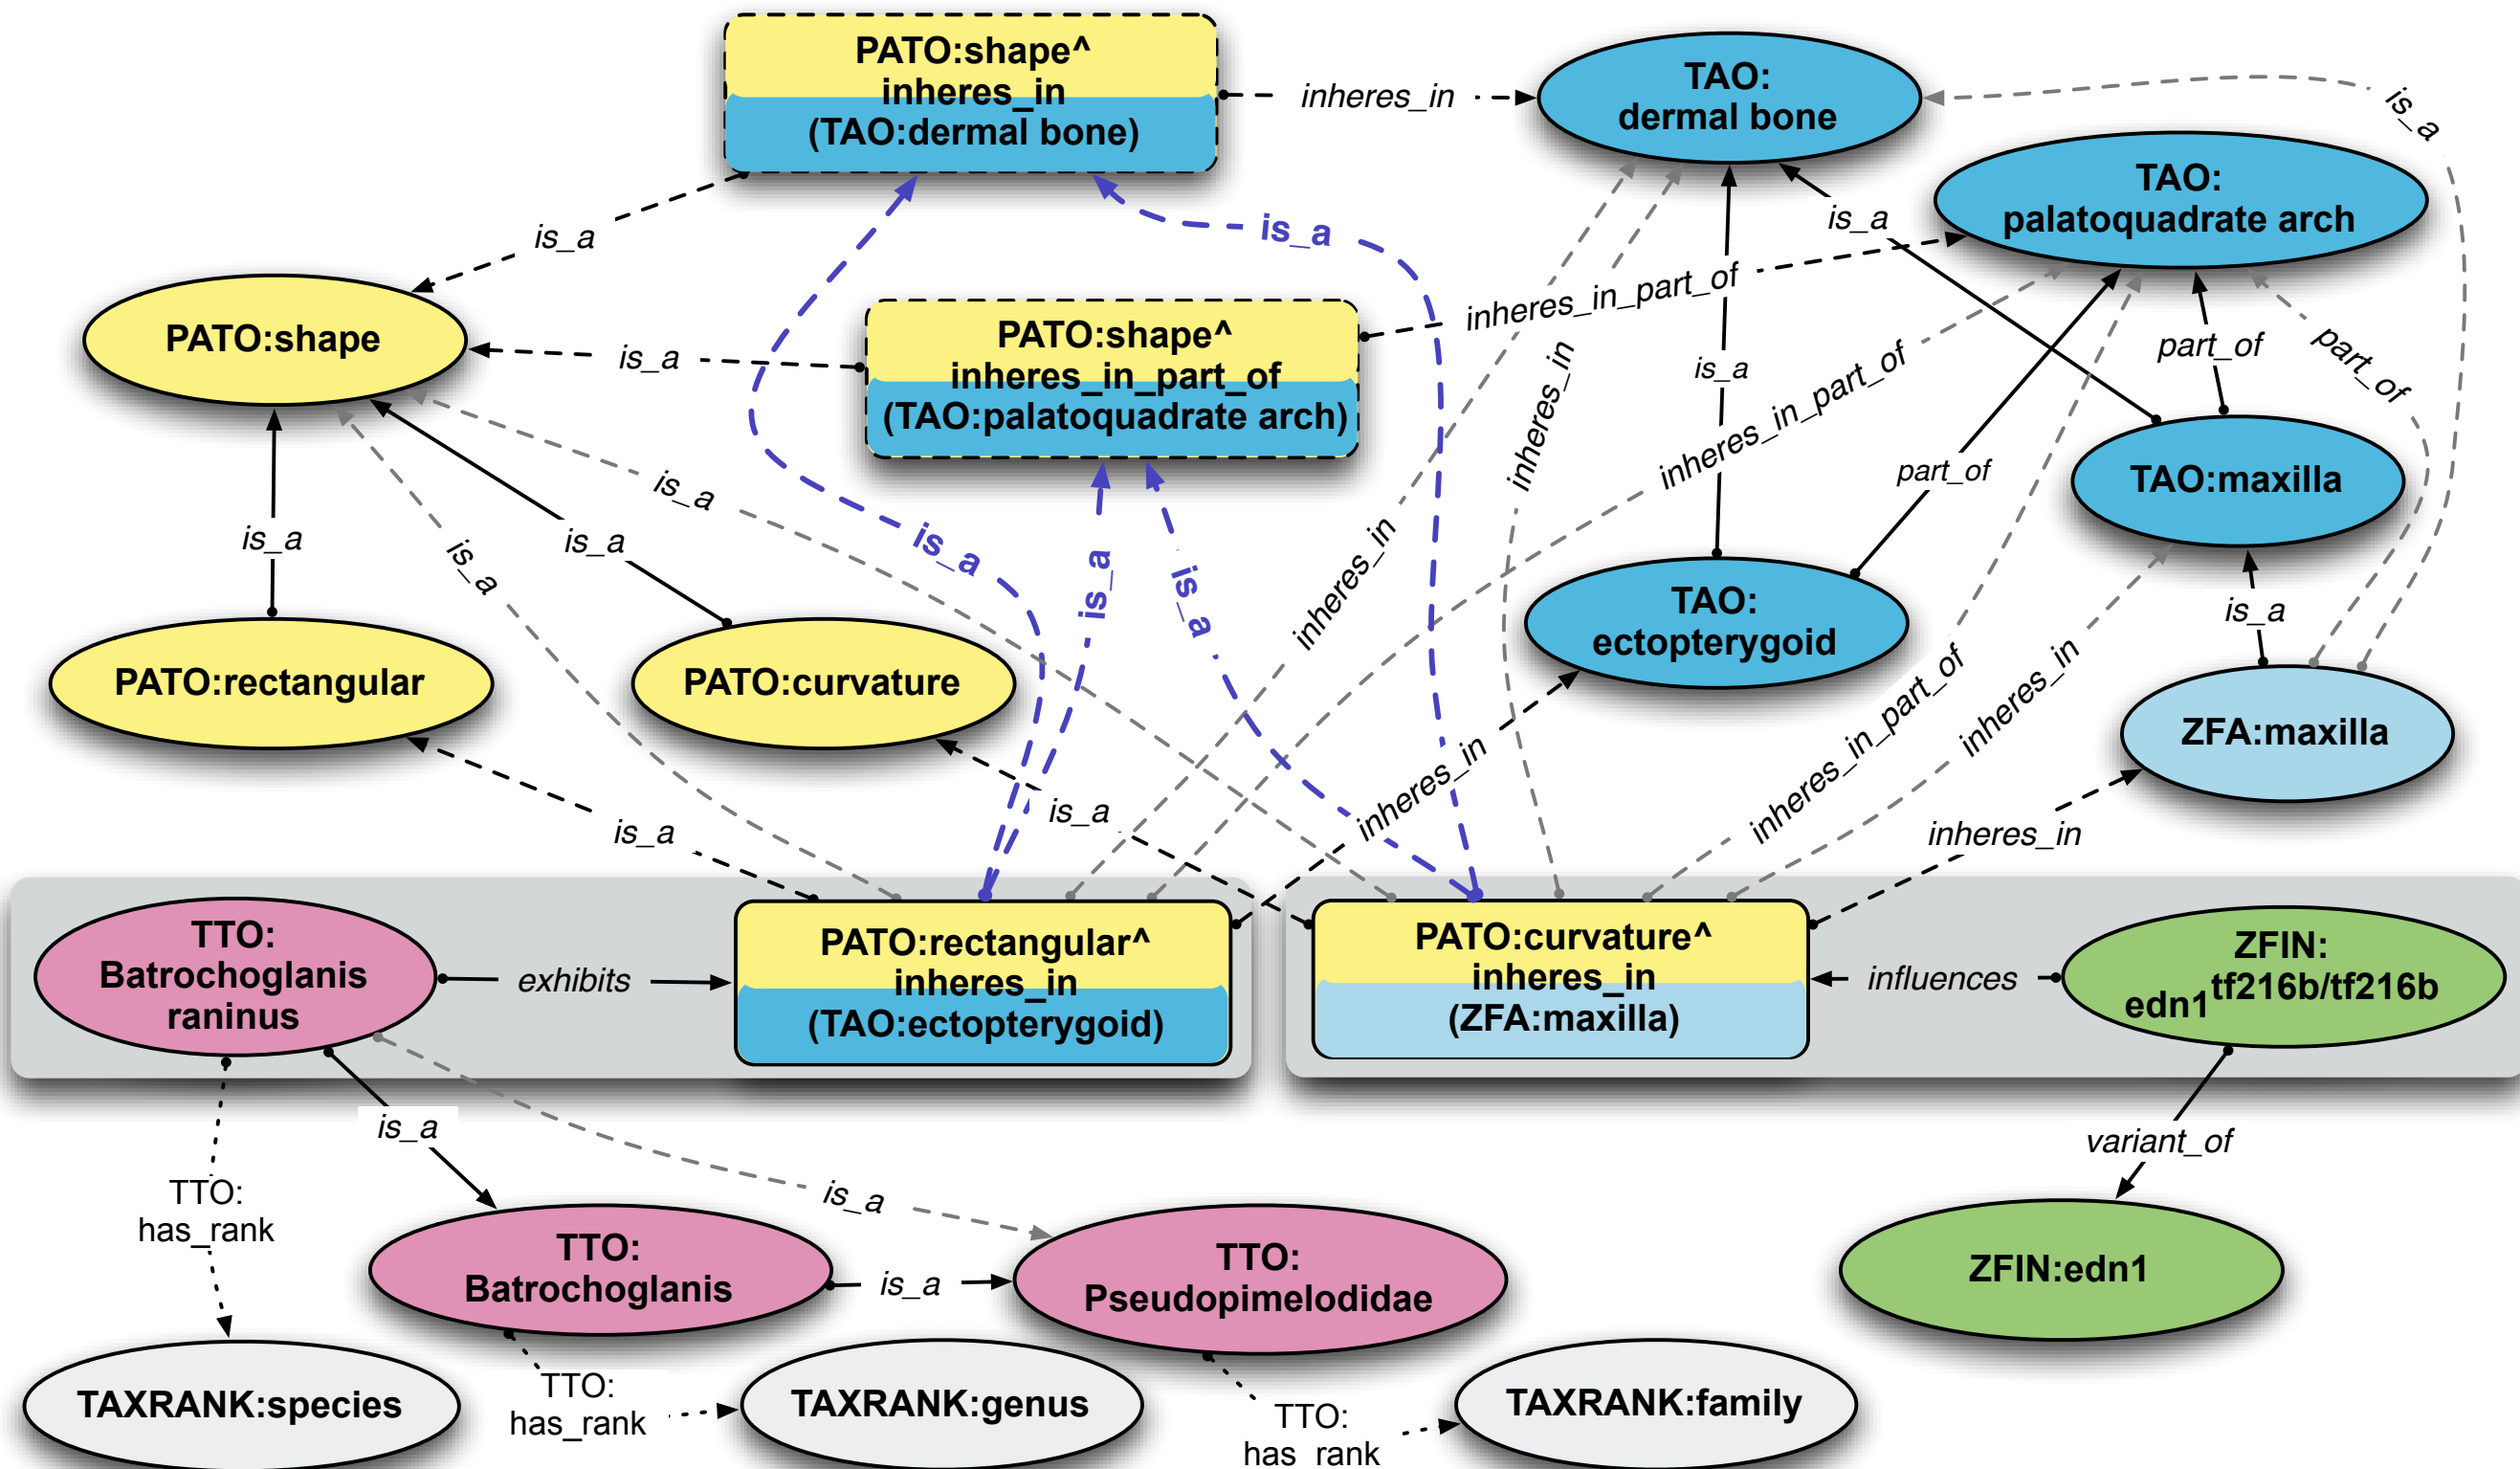 PATO:shape^
inheres_in
(TAO:dermal bone)
inheres_in
TAO:
dermal bone
is_a
TAO:
palatoquadrate arch
is_a
is_a
is_a
PATO:shape
PATO:shape^
inheres_in_part_of
(TAO:palatoquadrate arch)
is_a
inheres_in_part_of
is_a
part_of
part_of
inheres_in
inheres_in_part_of
part_of
TAO:maxilla
is_a
is_a
is_a
is_a
is_a
is_a
is_a
inheres_in
TAO:
ectopterygoid
is_a
PATO:rectangular
PATO:curvature
inheres_in_part_of
inheres_in
ZFA:maxilla
is_a
is_a
inheres_in
inheres_in
TTO:
Batrochoglanis
raninus
exhibits
PATO:rectangular^
inheres_in
(TAO:ectopterygoid)
PATO:curvature^
inheres_in
(ZFA:maxilla)
influences
ZFIN:
edn1tf216b/tf216b
is_a
variant_of
TTO:
has_rank
is_a
TTO:
Batrochoglanis
is_a
TTO:
Pseudopimelodidae
ZFIN:edn1
TAXRANK:species
TTO:
has_rank
TAXRANK:genus
TTO:
has_rank
TAXRANK:family